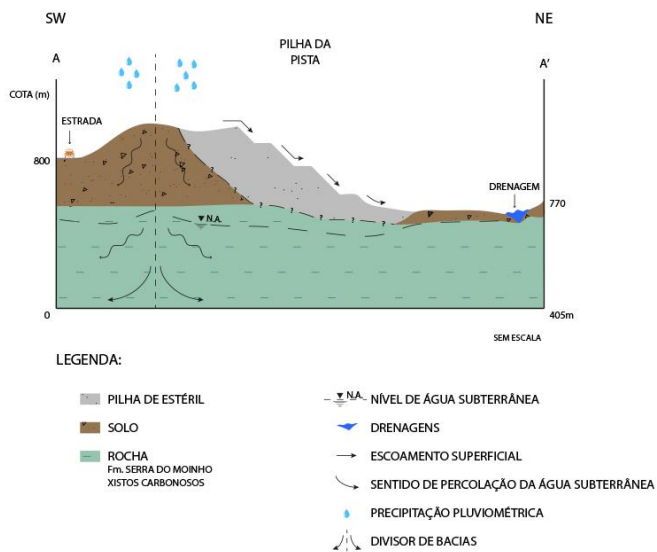 SW
NE
PILHA DA
PISTA
A
A'
COTA (m)
ESTRADA
800
DRENAGEM
770
N.A.
? ? ? ? ? ? ? ? ? ?
0
405m
SEM ESCALA
LEGENDA:
PILHA DE ESTÉRIL
SOLO
ROCHA
Fm. SERRA DO MOINHO
XISTOS CARBONOSOS
N.A. NÍVEL DE ÁGUA SUBTERRÂNEA
DRENAGENS
ESCOAMENTO SUPERFICIAL
SENTIDO DE PERCOLAÇÃO DA ÁGUA SUBTERRÂNEA
PRECIPITAÇÃO PLUVIOMÉTRICA
DIVISOR DE BACIAS